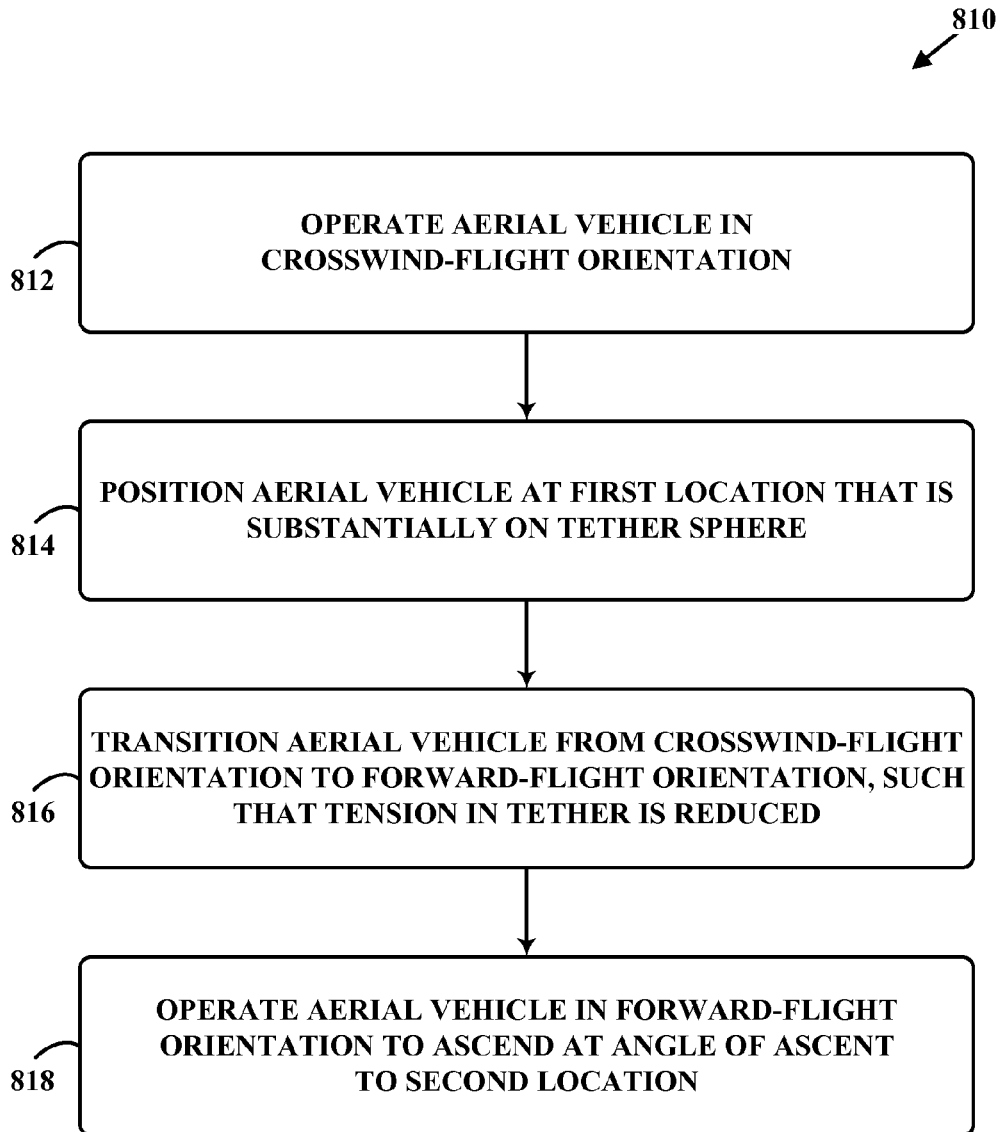 810
OPERATE AERIAL VEHICLE IN
CROSSWIND-FLIGHT ORIENTATION
812
POSITION AERIAL VEHICLE AT FIRST LOCATION THAT IS
SUBSTANTIALLY ON TETHER SPHERE
814
TRANSITION AERIAL VEHICLE FROM CROSSWIND-FLIGHT
ORIENTATION TO FORWARD-FLIGHT ORIENTATION, SUCH
THAT TENSION IN TETHER IS REDUCED
816
OPERATE AERIAL VEHICLE IN FORWARD-FLIGHT
ORIENTATION TO ASCEND AT ANGLE OF ASCENT
TO SECOND LOCATION
818